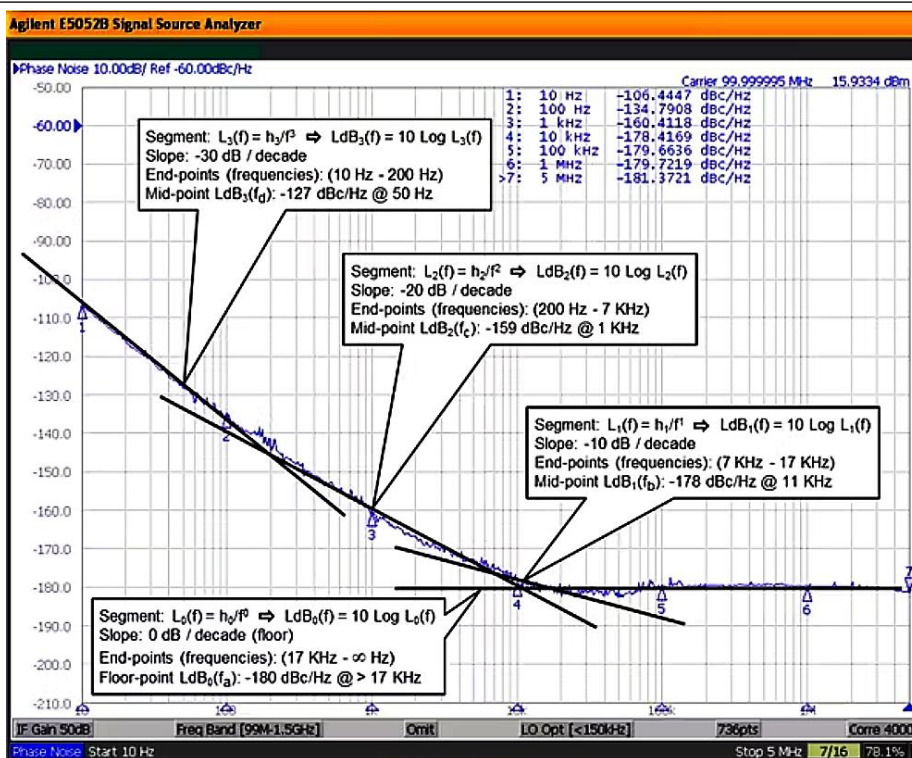 Agilent E5052B Signal Source Analyzer
Phase Noise 10.00dB/ Ref -60.00dBc/Hz
Carrier 99.999995 MHz 15.9334 dBm
1: 10 Hz -106.4447 dBc/Hz
2: 100 Hz -134.7908 dBc/Hz
3: 1 kHz -160.4118 dBc/Hz
4: 10 kHz -178.4169 dBc/Hz
5: 100 kHz -179.6636 dBc/Hz
6: 1 MHz -179.7219 dBc/Hz
>7: 5 MHz -181.3721 dBc/Hz
-50.00
-60.00
-70.00
-80.00
-90.00
-110.0
-120.0
-130.0
-140.0
-150.0
-160.0
-170.0
-180.0
-190.0
-200.0
-210.0
Segment: L₃(f) = h₃/f³ ⇨ LdB₃(f) = 10 Log L₃(f)
Slope: -30 dB / decade
End-points (frequencies): (10 Hz - 200 Hz)
Mid-point LdB₃(f_d): -127 dBc/Hz @ 50 Hz
Segment: L₂(f) = h₂/f² ⇨ LdB₂(f) = 10 Log L₂(f)
Slope: -20 dB / decade
End-points (frequencies): (200 Hz - 7 KHz)
Mid-point LdB₂(f_c): -159 dBc/Hz @ 1 KHz
Segment: L₁(f) = h₁/f¹ ⇨ LdB₁(f) = 10 Log L₁(f)
Slope: -10 dB / decade
End-points (frequencies): (7 KHz - 17 KHz)
Mid-point LdB₁(f_b): -178 dBc/Hz @ 11 KHz
Segment: L₀(f) = h₀/f⁰ ⇨ LdB₀(f) = 10 Log L₀(f)
Slope: 0 dB / decade (floor)
End-points (frequencies): (17 KHz - ∞ Hz)
Floor-point LdB₀(f_a): -180 dBc/Hz @ > 17 KHz
1
2
3
4
5
6
7
10 100 1k 10k 100k 1M
IF Gain 50dB Freq Band [99M-1.5GHz] Omit LO Opt [<150kHz] 736pts Corre 4000
Phase Noise Start 10 Hz Stop 5 MHz 7/16 78.1%